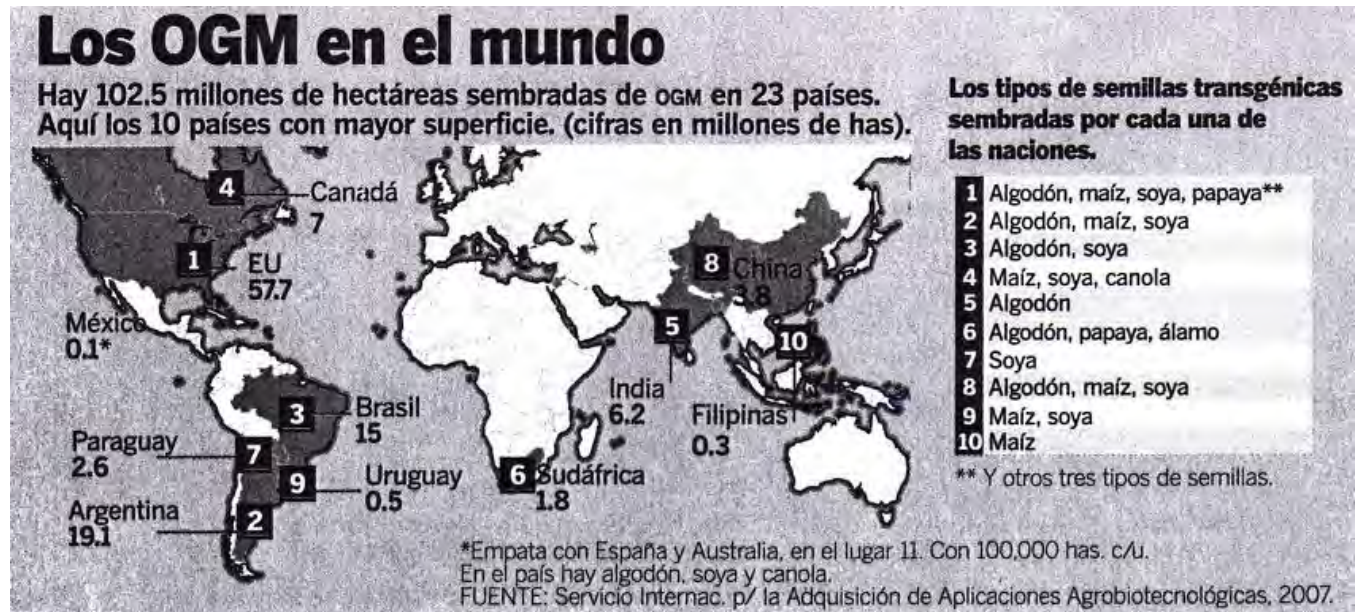 Los OGM en el mundo
Hay 102.5 millones de hectáreas sembradas de OGM en 23 países.
Aquí los 10 países con mayor superficie. (cifras en millones de has).
4
Canadá
7
1
EU
57.7
México
0.1*
3
Brasil
15
Paraguay
2.6
7
9
Uruguay
0.5
Argentina
19.1
2
8
China
3.8
5
India
6.2
10
Filipinas
0.3
6
Sudáfrica
1.8
Los tipos de semillas transgénicas
sembradas por cada una de
las naciones.
1 Algodón, maíz, soya, papaya**
2 Algodón, maíz, soya
3 Algodón, soya
4 Maíz, soya, canola
5 Algodón
6 Algodón, papaya, álamo
7 Soya
8 Algodón, maíz, soya
9 Maíz, soya
10 Maíz
** Y otros tres tipos de semillas.
*Empata con España y Australia, en el lugar 11. Con 100,000 has. c/u.
En el país hay algodón, soya y canola.
FUENTE: Servicio Internac. p/ la Adquisición de Aplicaciones Agrobiotecnológicas, 2007.